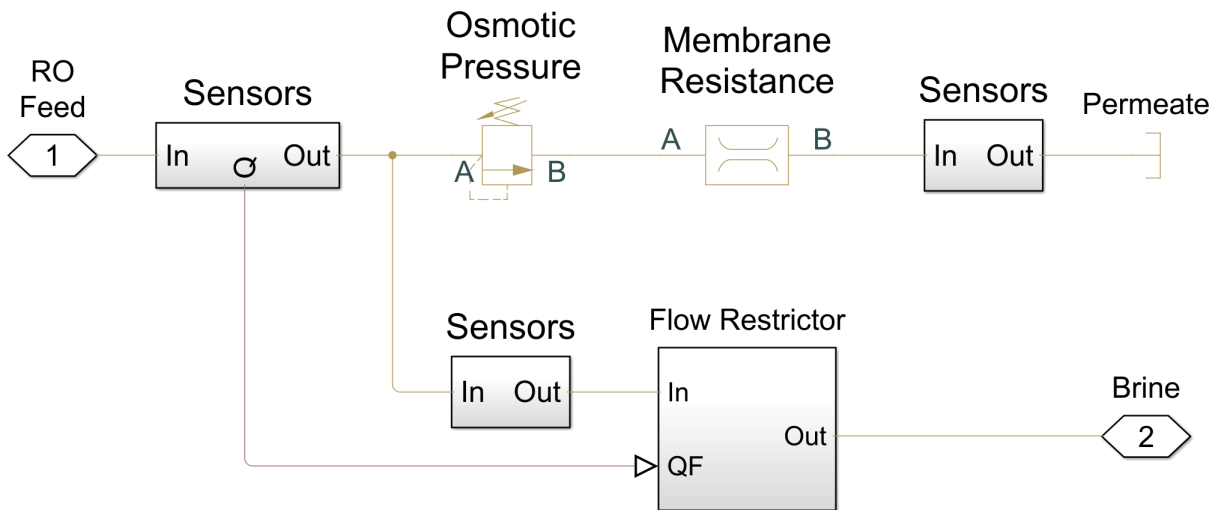 RO
Feed
1
Sensors
In
Q
Out
Osmotic
Pressure
A
B
Membrane
Resistance
A
B
Sensors
In
Out
Permeate
Sensors
In
Out
Flow Restrictor
In
QF
Out
Brine
2